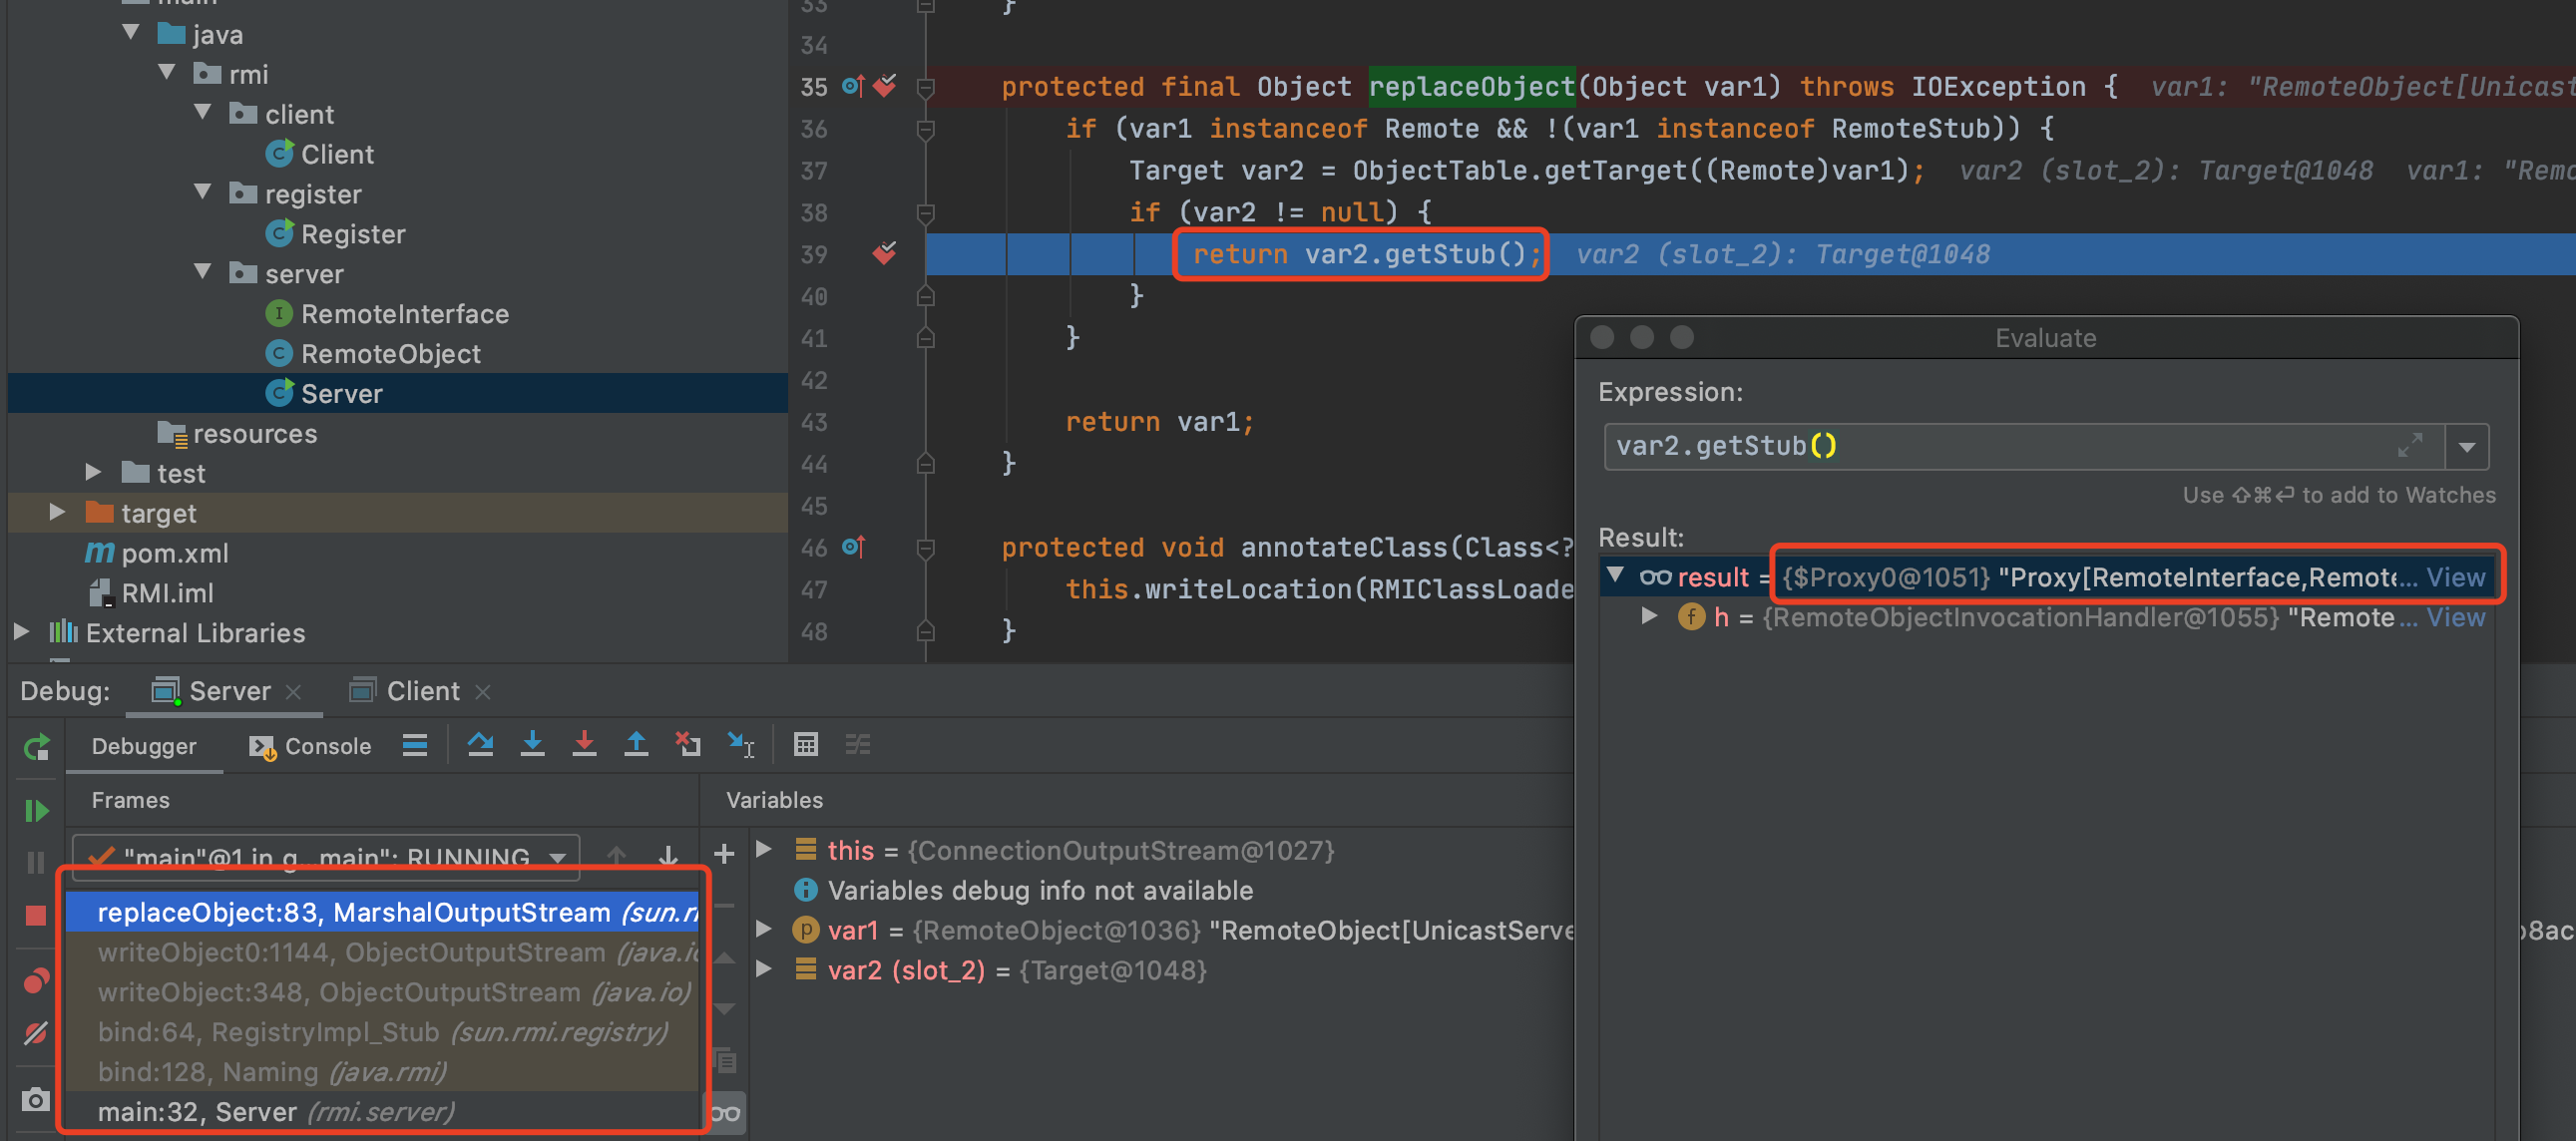 main
java
rmi
client
Client
register
Register
server
RemoteInterface
RemoteObject
Server
resources
test
target
pom.xml
RMI.iml
External Libraries
33 }
34
35 protected final Object replaceObject(Object var1) throws IOException { var1: "RemoteObject[Unicast
36 if (var1 instanceof Remote && !(var1 instanceof RemoteStub)) {
37 Target var2 = ObjectTable.getTarget((Remote)var1); var2 (slot_2): Target@1048 var1: "Remo
38 if (var2 != null) {
39 return var2.getStub(); var2 (slot_2): Target@1048
40 }
41 }
42
43 return var1;
44 }
45
46 protected void annotateClass(Class<?
47 this.writeLocation(RMIClassLoade
48 }
Evaluate
Expression:
var2.getStub()
Use ⇧⌘⏎ to add to Watches
Result:
result = {$Proxy0@1051} "Proxy[RemoteInterface,Remote... View
h = {RemoteObjectInvocationHandler@1055} "Remote... View
Debug: Server Client
Debugger Console
Frames
"main"@1 in g...main": RUNNING
replaceObject:83, MarshalOutputStream (sun.r
writeObject0:1144, ObjectOutputStream (java.io
writeObject:348, ObjectOutputStream (java.io)
bind:64, RegistryImpl_Stub (sun.rmi.registry)
bind:128, Naming (java.rmi)
main:32, Server (rmi.server)
Variables
this = {ConnectionOutputStream@1027}
Variables debug info not available
var1 = {RemoteObject@1036} "RemoteObject[UnicastServe
b8ac
var2 (slot_2) = {Target@1048}